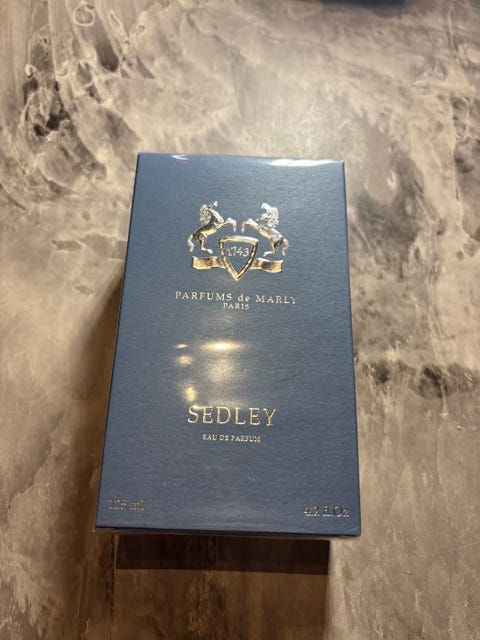 1743
PARFUMS de MARLY
PARIS
SEDLEY
EAU DE PARFUM
125 ml
4.2 fl.Oz